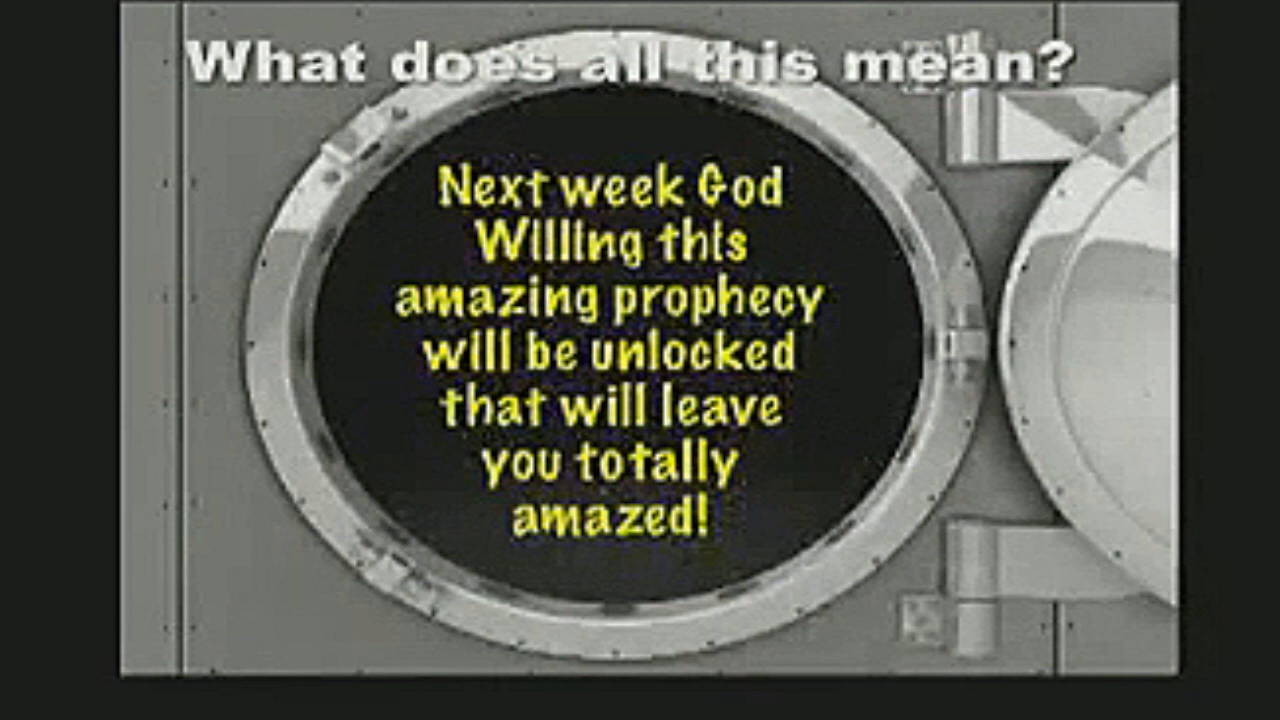 What does all this mean?
Next week God
Willing this
amazing prophecy
will be unlocked
that will leave
you totally
amazed!